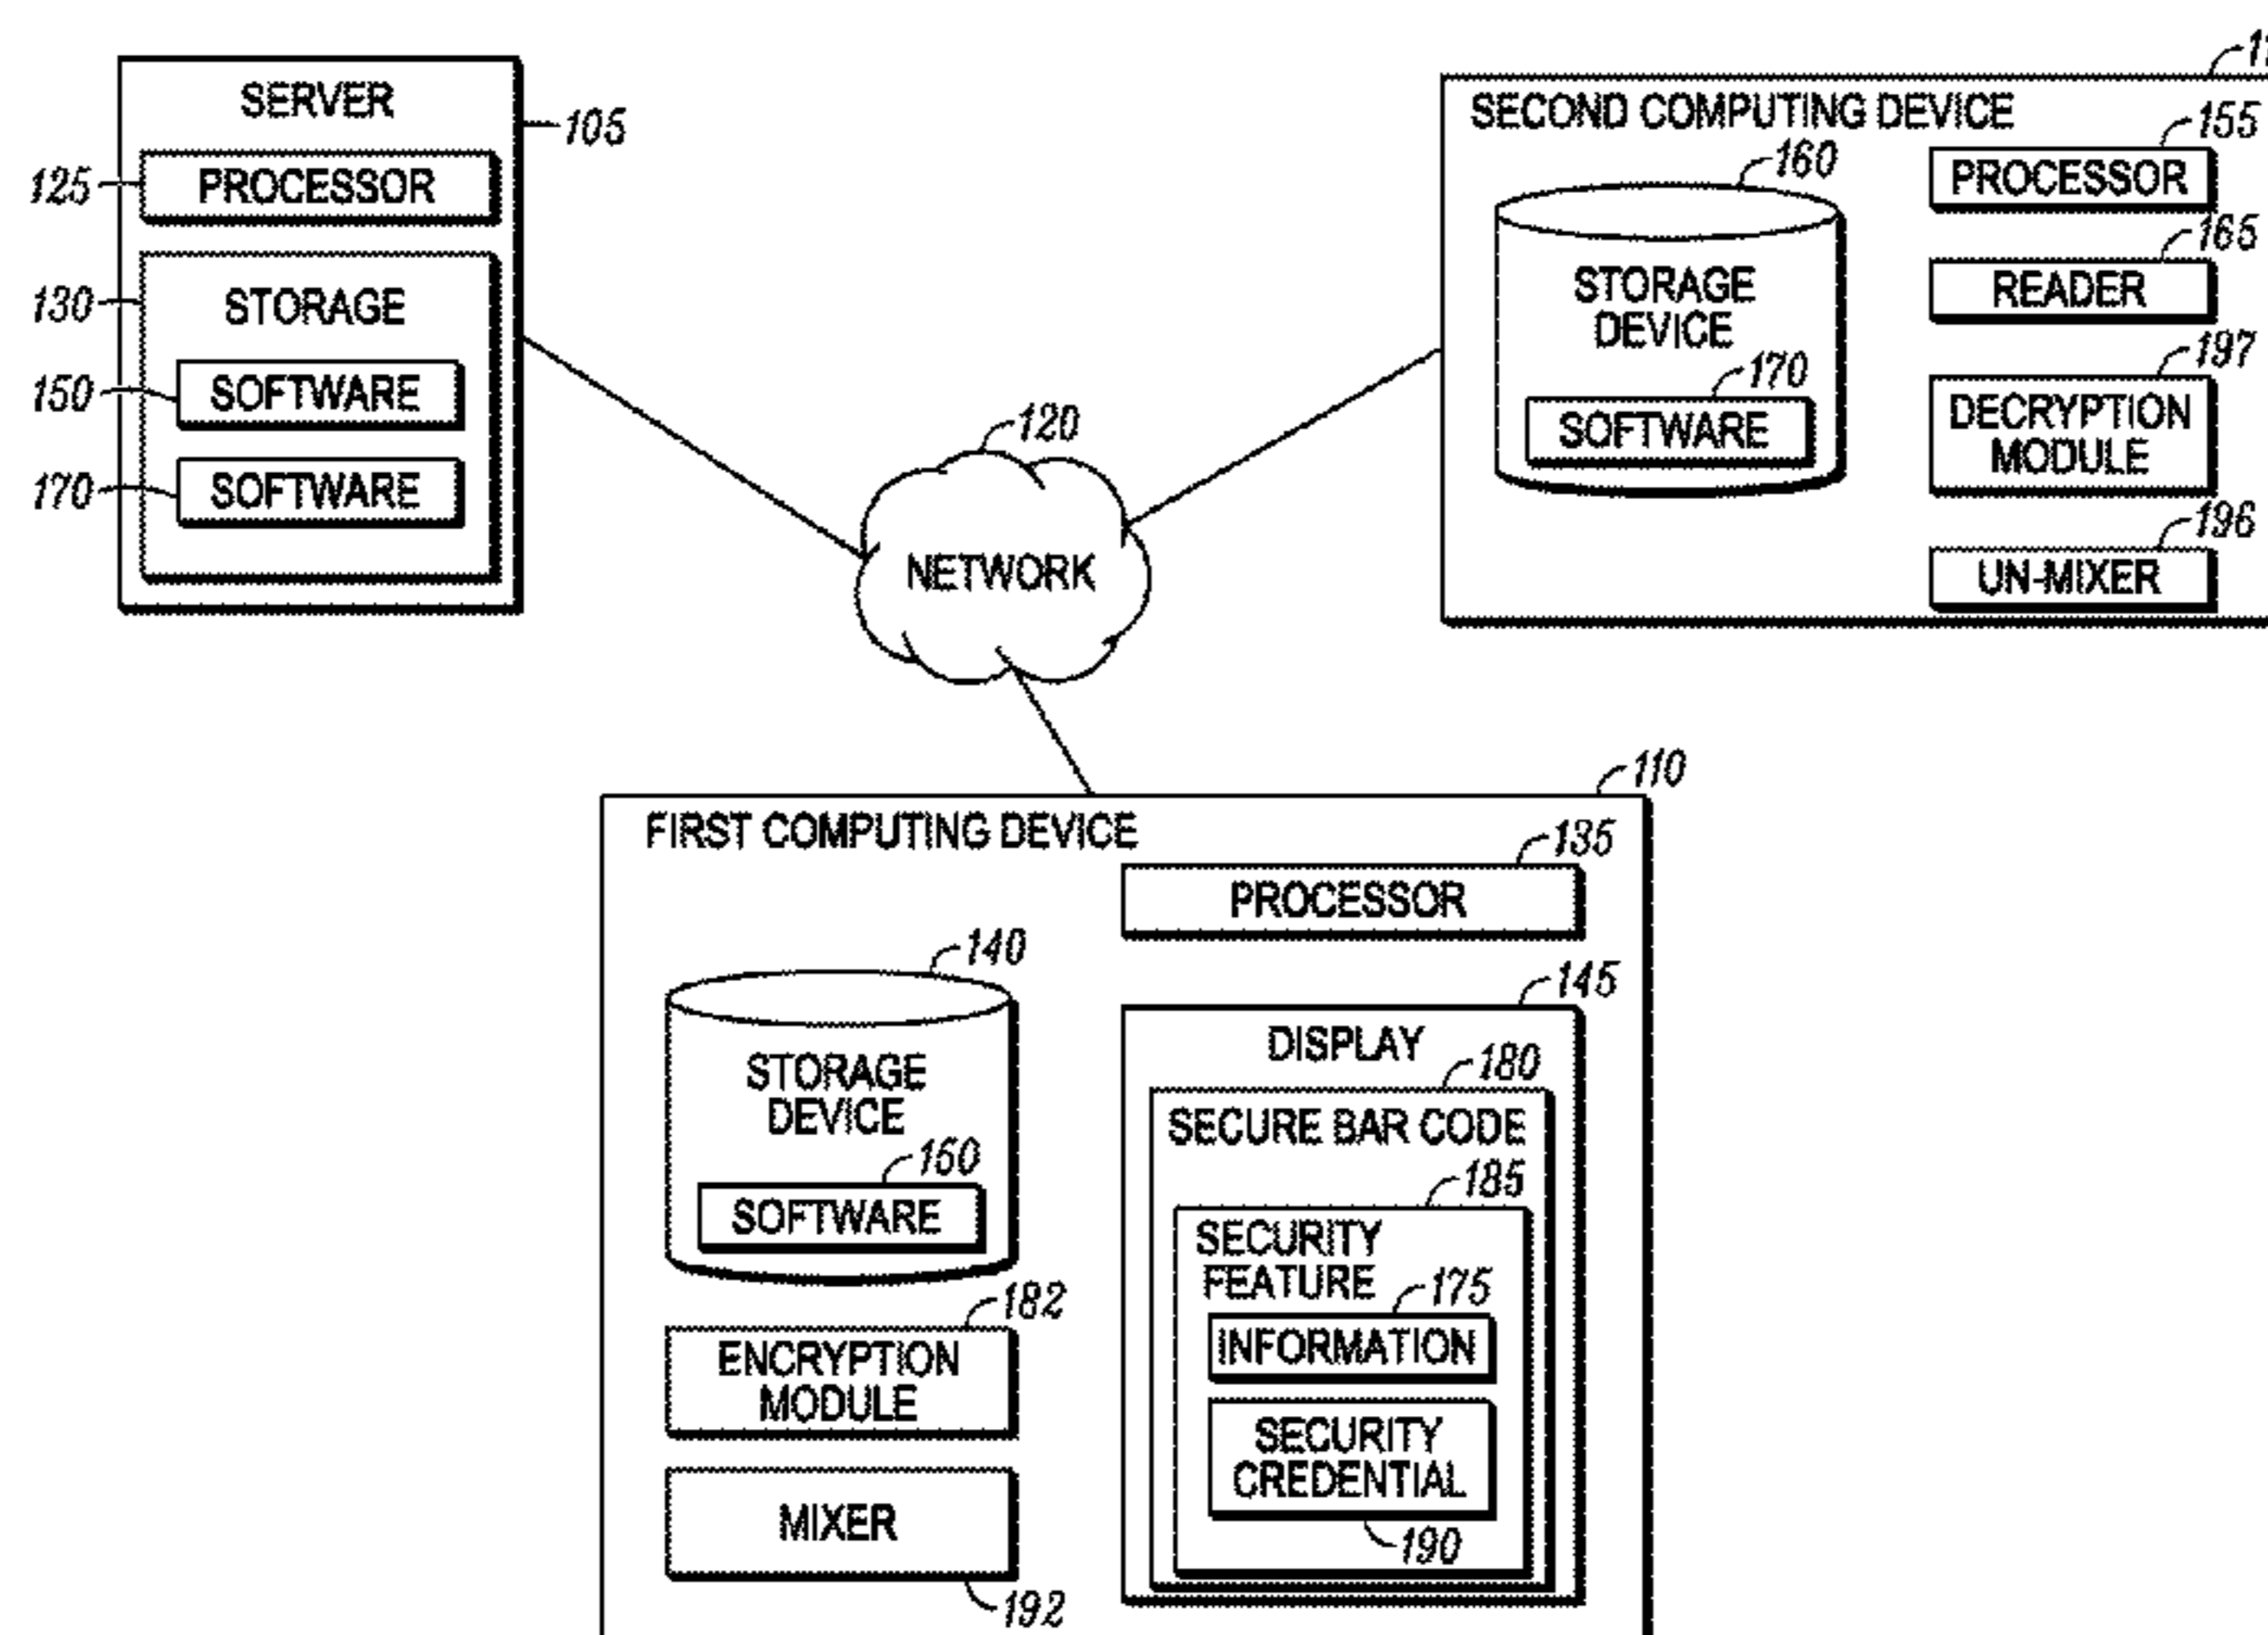 SERVER
105
125
PROCESSOR
130
STORAGE
150
SOFTWARE
170
SOFTWARE
SECOND COMPUTING DEVICE
160
STORAGE
DEVICE
170
SOFTWARE
155
PROCESSOR
165
READER
197
DECRYPTION
MODULE
196
UN-MIXER
120
NETWORK
110
FIRST COMPUTING DEVICE
135
PROCESSOR
140
STORAGE
DEVICE
150
SOFTWARE
182
ENCRYPTION
MODULE
MIXER
192
145
DISPLAY
180
SECURE BAR CODE
185
SECURITY
FEATURE
175
INFORMATION
SECURITY
CREDENTIAL
190